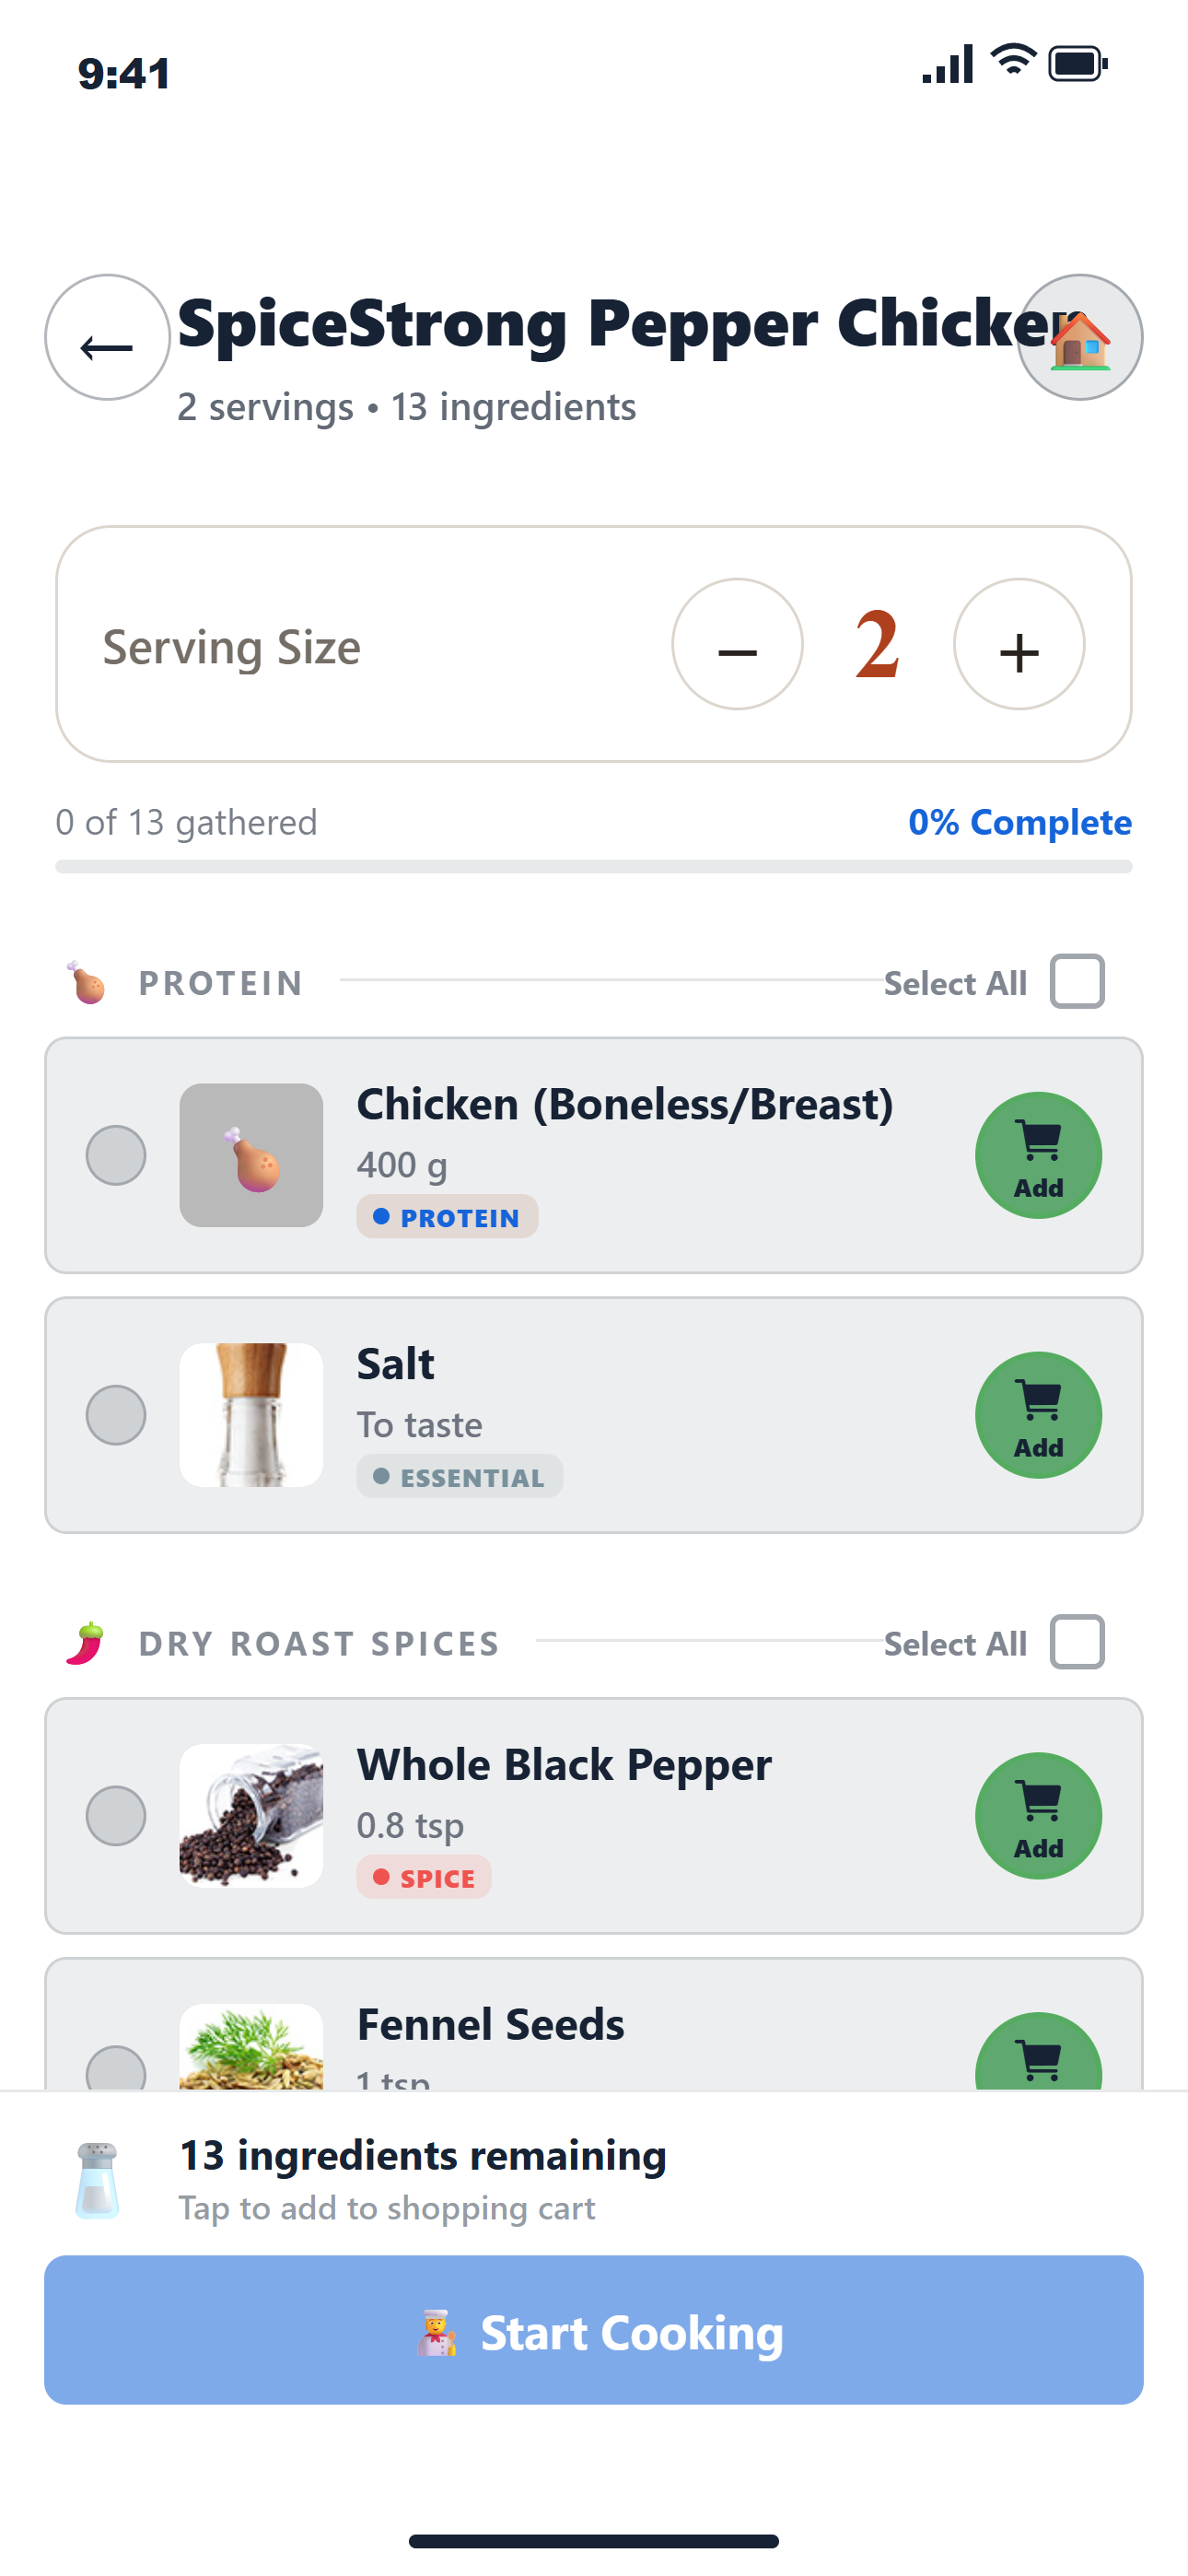 9:41
SpiceStrong Pepper Chicken
2 servings • 13 ingredients
Serving Size
− 2 +
0 of 13 gathered
0% Complete
PROTEIN
Select All
Chicken (Boneless/Breast)
400 g
PROTEIN
Add
Salt
To taste
ESSENTIAL
Add
DRY ROAST SPICES
Select All
Whole Black Pepper
0.8 tsp
SPICE
Add
Fennel Seeds
1 tsp
13 ingredients remaining
Tap to add to shopping cart
Start Cooking